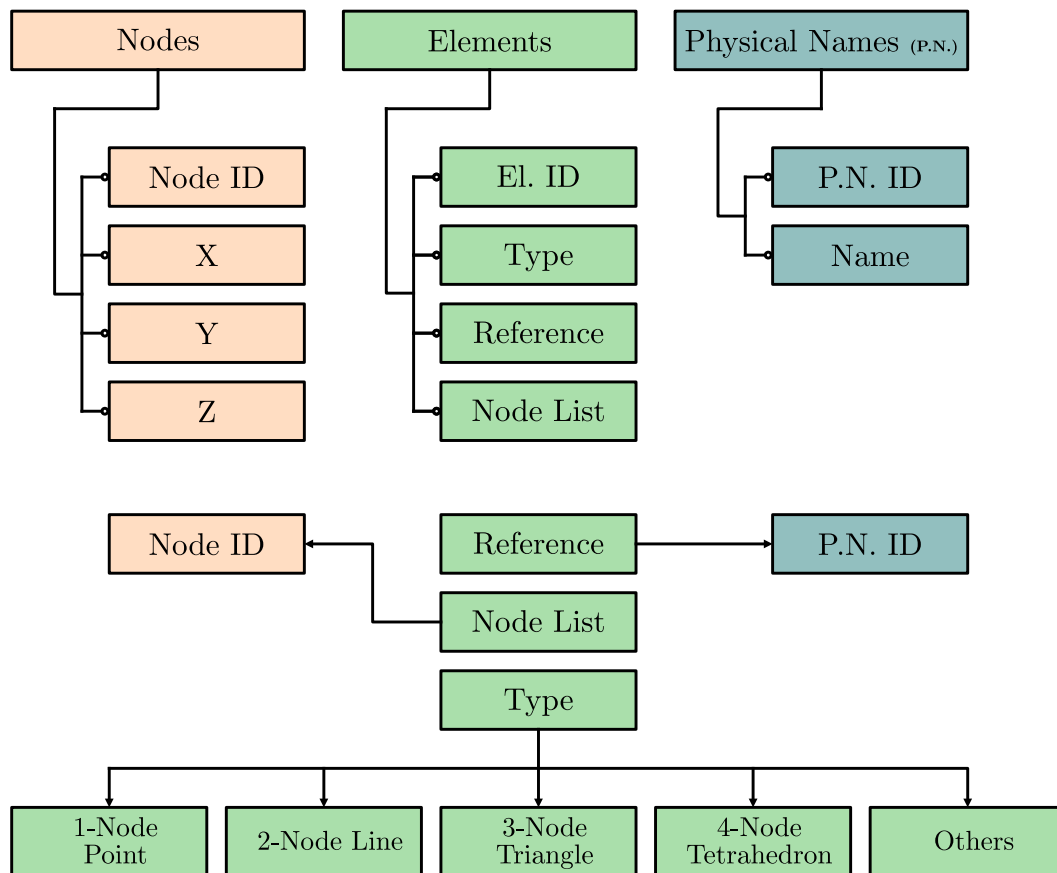 Nodes
Elements
Physical Names (P.N.)
Node ID
El. ID
P.N. ID
X
Type
Name
Y
Reference
Z
Node List
Node ID
Reference
P.N. ID
Node List
Type
1-Node
Point
2-Node Line
3-Node
Triangle
4-Node
Tetrahedron
Others